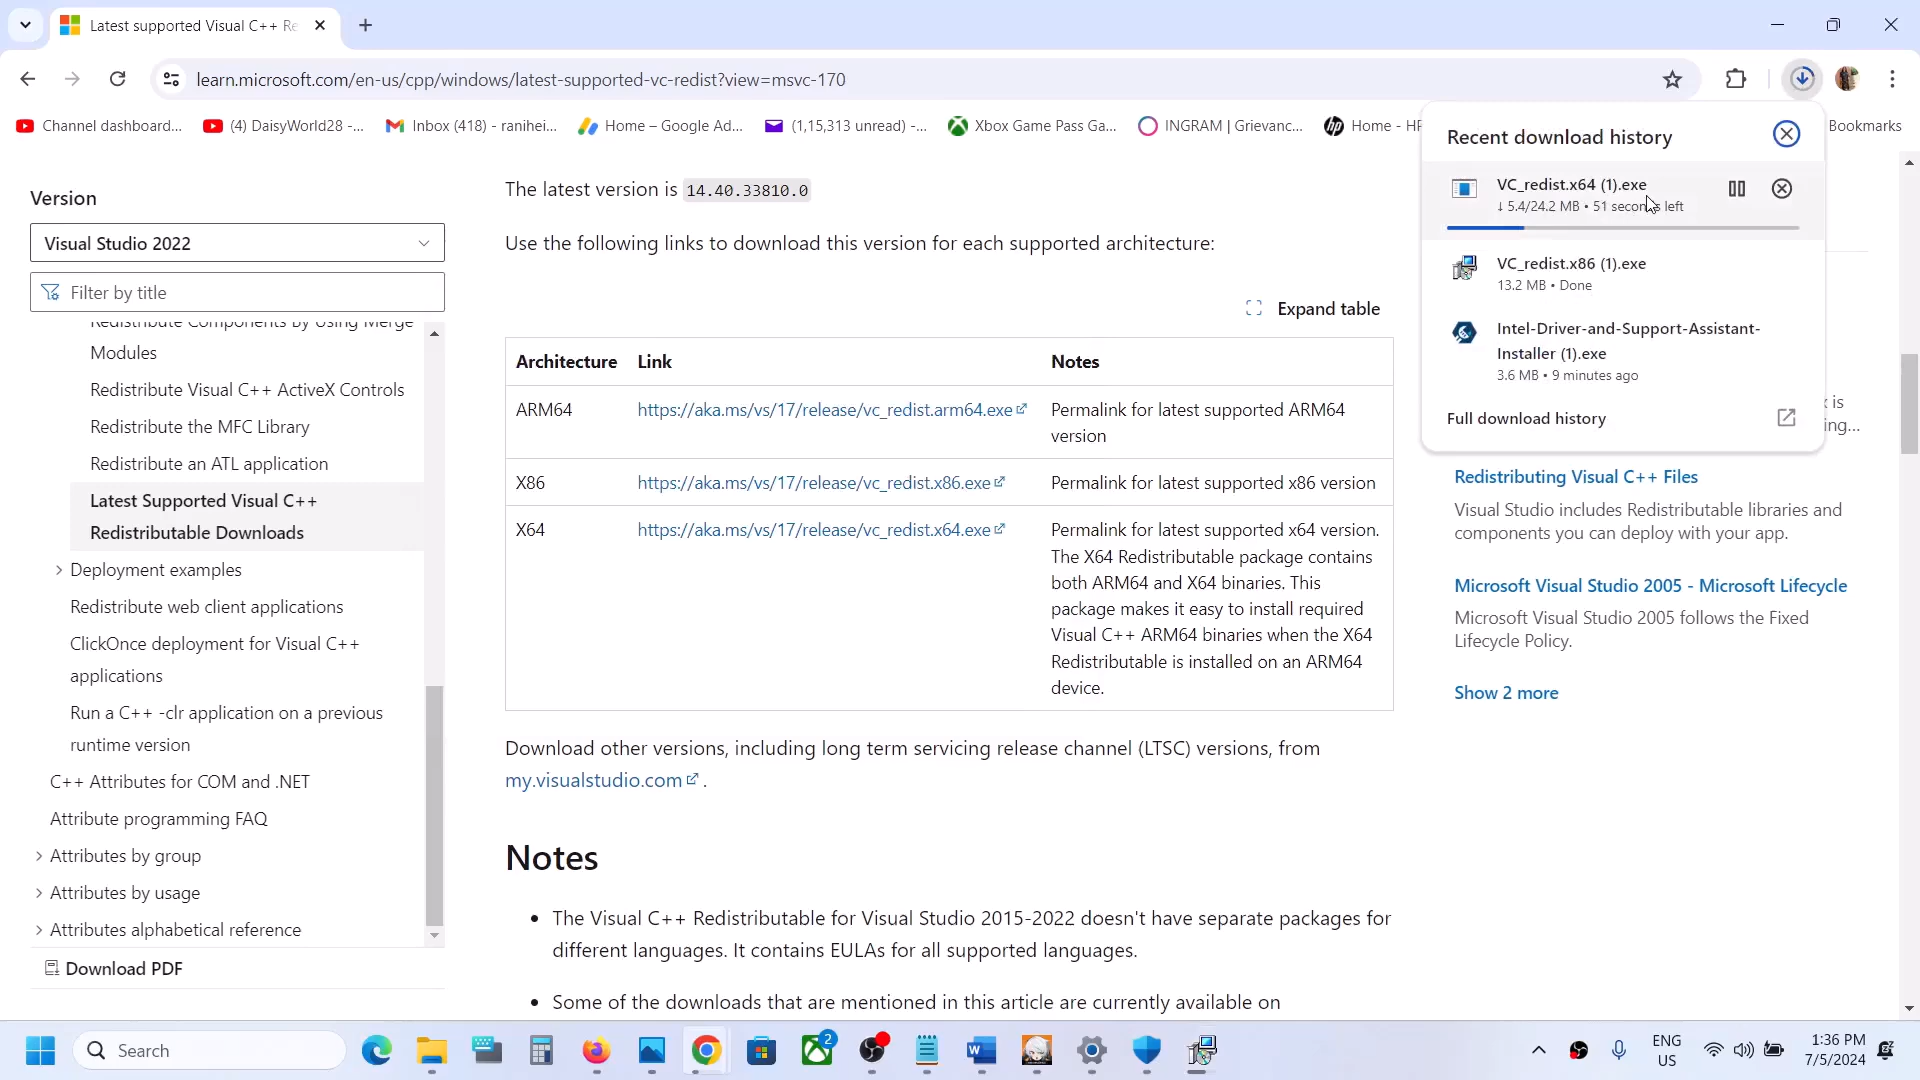 Latest supported Visual C++ Re
learn.microsoft.com/en-us/cpp/windows/latest-supported-vc-redist?view=msvc-170
Channel dashboard...
(4) DaisyWorld28 -...
Inbox (418) - ranihei...
Home – Google Ad...
(1,15,313 unread) -...
Xbox Game Pass Ga...
INGRAM | Grievanc...
Home - HP
Bookmarks
Recent download history
VC_redist.x64 (1).exe
↓ 5.4/24.2 MB • 51 seconds left
VC_redist.x86 (1).exe
13.2 MB • Done
Intel-Driver-and-Support-Assistant-
Installer (1).exe
3.6 MB • 9 minutes ago
Full download history
Version
Visual Studio 2022
Filter by title
Redistribute Components by Using Merge
Modules
Redistribute Visual C++ ActiveX Controls
Redistribute the MFC Library
Redistribute an ATL application
Latest Supported Visual C++
Redistributable Downloads
Deployment examples
Redistribute web client applications
ClickOnce deployment for Visual C++
applications
Run a C++ -clr application on a previous
runtime version
C++ Attributes for COM and .NET
Attribute programming FAQ
Attributes by group
Attributes by usage
Attributes alphabetical reference
Download PDF
The latest version is 14.40.33810.0
Use the following links to download this version for each supported architecture:
Expand table
Architecture Link Notes
ARM64 https://aka.ms/vs/17/release/vc_redist.arm64.exe Permalink for latest supported ARM64
version
X86 https://aka.ms/vs/17/release/vc_redist.x86.exe Permalink for latest supported x86 version
X64 https://aka.ms/vs/17/release/vc_redist.x64.exe Permalink for latest supported x64 version.
The X64 Redistributable package contains
both ARM64 and X64 binaries. This
package makes it easy to install required
Visual C++ ARM64 binaries when the X64
Redistributable is installed on an ARM64
device.
Download other versions, including long term servicing release channel (LTSC) versions, from
my.visualstudio.com .
Notes
• The Visual C++ Redistributable for Visual Studio 2015-2022 doesn't have separate packages for
different languages. It contains EULAs for all supported languages.
• Some of the downloads that are mentioned in this article are currently available on
is
ing...
Redistributing Visual C++ Files
Visual Studio includes Redistributable libraries and
components you can deploy with your app.
Microsoft Visual Studio 2005 - Microsoft Lifecycle
Microsoft Visual Studio 2005 follows the Fixed
Lifecycle Policy.
Show 2 more
Search
2
ENG
US
1:36 PM
7/5/2024